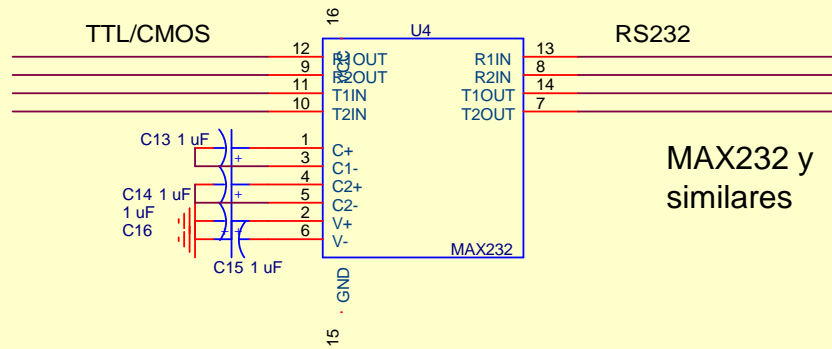 16
TTL/CMOS
U4
RS232
12
R1OUT
VCC
R1IN
13
9
R2OUT
R2IN
8
11
T1IN
T1OUT
14
10
T2IN
T2OUT
7
C13 1 uF
1
C+
+
3
C1-
MAX232 y
similares
4
C2+
C14 1 uF
+
5
C2-
1 uF
2
V+
C16
+
+
6
V-
MAX232
C15 1 uF
GND
15